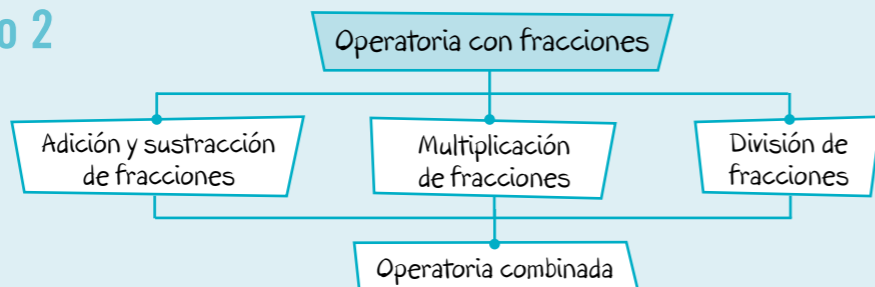 o 2
Operatoria con fracciones
Adición y sustracción
de fracciones
Multiplicación
de fracciones
División de
fracciones
Operatoria combinada